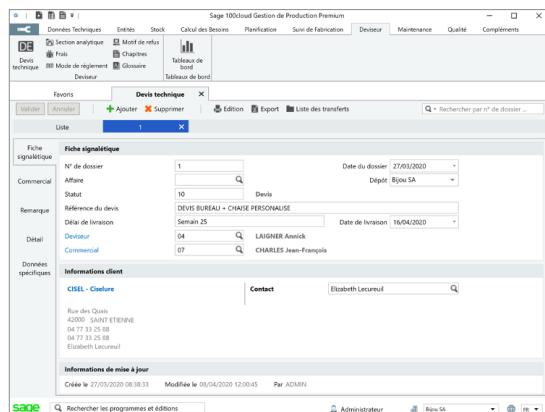 Sage 100cloud Gestion de Production Premium
Données Techniques Entités Stock Calcul des Besoins Planification Suivi de Fabrication Deviseur Maintenance Qualité Compléments
DE
Devis technique
Section analytique
Frais
Mode de règlement
Motif de refus
Chapitres
Glossaire
Deviseur
Tableaux de bord
Tableaux de bord
Favoris Devis technique X
Valider Annuler Ajouter Supprimer Edition Export Liste des transferts Rechercher par n° de dossier ...
Liste 1 X
Fiche signalétique
Commercial
Remarque
Détail
Données spécifiques
Fiche signalétique
N° de dossier 1 Date du dossier 27/03/2020
Affaire Dépôt Bijou SA
Statut 10 Devis
Référence du devis DEVIS BUREAU + CHAISE PERSONALISE
Délai de livraison Semain 25 Date de livraison 16/04/2020
Deviseur 04 LAIGNER Annick
Commercial 07 CHARLES Jean-François
Informations client
CISEL - Ciselure Contact Elizabeth Lecureuil
Rue des Quais
42000 SAINT ETIENNE
04 77 33 25 88
04 77 33 25 88
Elizabeth Lecureuil
Informations de mise à jour
Créée le 27/03/2020 08:38:33 Modifiée le 08/04/2020 12:00:45 Par ADMIN
sage Rechercher les programmes et éditions Administrateur Bijou SA FR